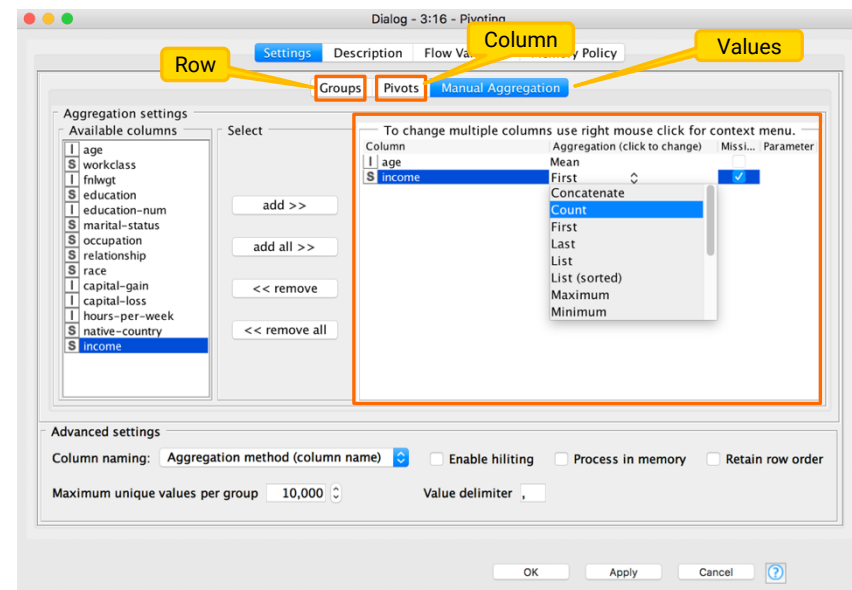 Dialog - 3:16 - Pivoting
Column
Row
Values
Settings Description Flow Va y Policy
Groups Pivots Manual Aggregation
Aggregation settings
Available columns
I age
S workclass
I fnlwgt
S education
I education-num
S marital-status
S occupation
S relationship
S race
I capital-gain
I capital-loss
I hours-per-week
S native-country
S income
Select
add >>
add all >>
<< remove
<< remove all
To change multiple columns use right mouse click for context menu.
Column Aggregation (click to change) Missi... Parameter
I age Mean
S income First
Concatenate
Count
First
Last
List
List (sorted)
Maximum
Minimum
Advanced settings
Column naming: Aggregation method (column name) Enable hiliting Process in memory Retain row order
Maximum unique values per group 10,000 Value delimiter ,
OK Apply Cancel ?